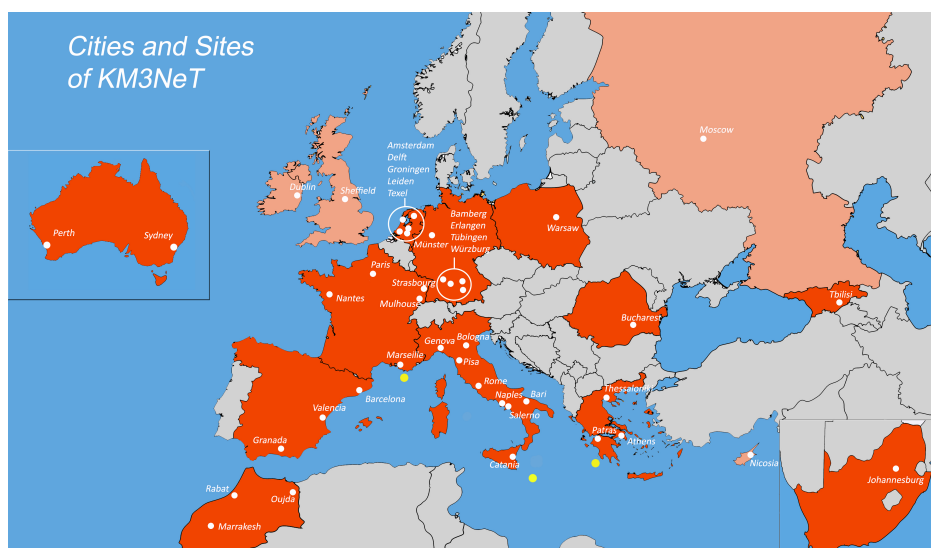 Cities and Sites
of KM3NeT
Amsterdam
Delft
Groningen
Leiden
Texel
Moscow
Dublin
Sheffield
Bamberg
Erlangen
Tübingen
Würzburg
Warsaw
Münster
Perth
Sydney
Paris
Strasbourg
Nantes
Mulhouse
Tbilisi
Bucharest
Genova
Bologna
Marseille
Pisa
Rome
Naples
Bari
Salerno
Thessaloniki
Barcelona
Valencia
Granada
Patras
Athens
Catania
Nicosia
Johannesburg
Rabat
Oujda
Marrakesh